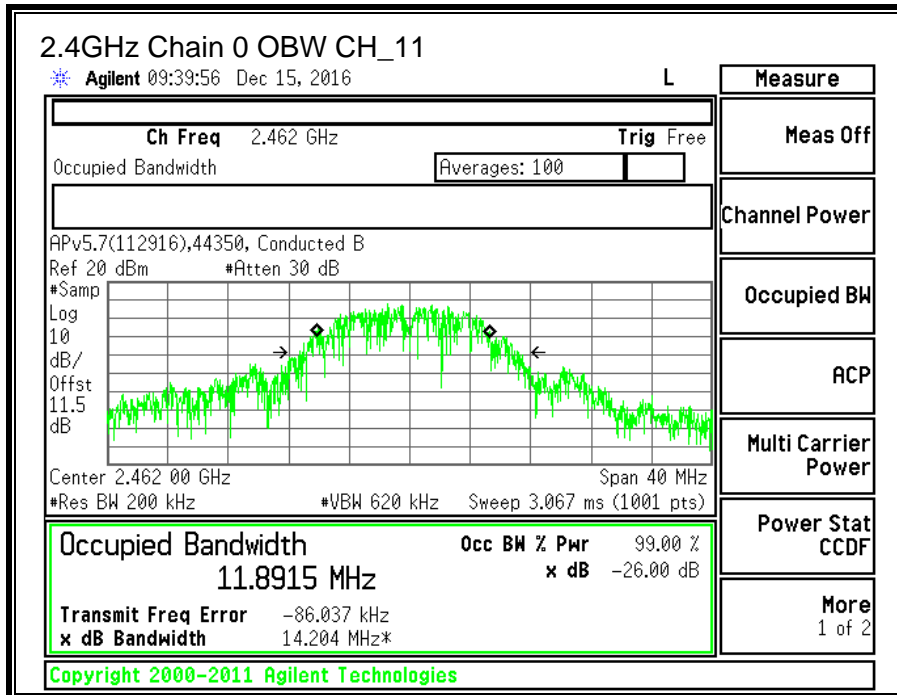 2.4GHz Chain 0 OBW CH_11
Agilent 09:39:56 Dec 15, 2016 L
Measure
Ch Freq 2.462 GHz Trig Free
Meas Off
Occupied Bandwidth Averages: 100
Channel Power
APv5.7(112916),44350, Conducted B
Ref 20 dBm #Atten 30 dB
#Samp
Log
10
dB/
Offst
11.5
dB
Occupied BW
ACP
Multi Carrier
Power
Center 2.462 00 GHz Span 40 MHz
#Res BW 200 kHz #VBW 620 kHz Sweep 3.067 ms (1001 pts)
Power Stat
CCDF
Occupied Bandwidth Occ BW % Pwr 99.00 %
11.8915 MHz x dB -26.00 dB
Transmit Freq Error -86.037 kHz
x dB Bandwidth 14.204 MHz*
More
1 of 2
Copyright 2000-2011 Agilent Technologies